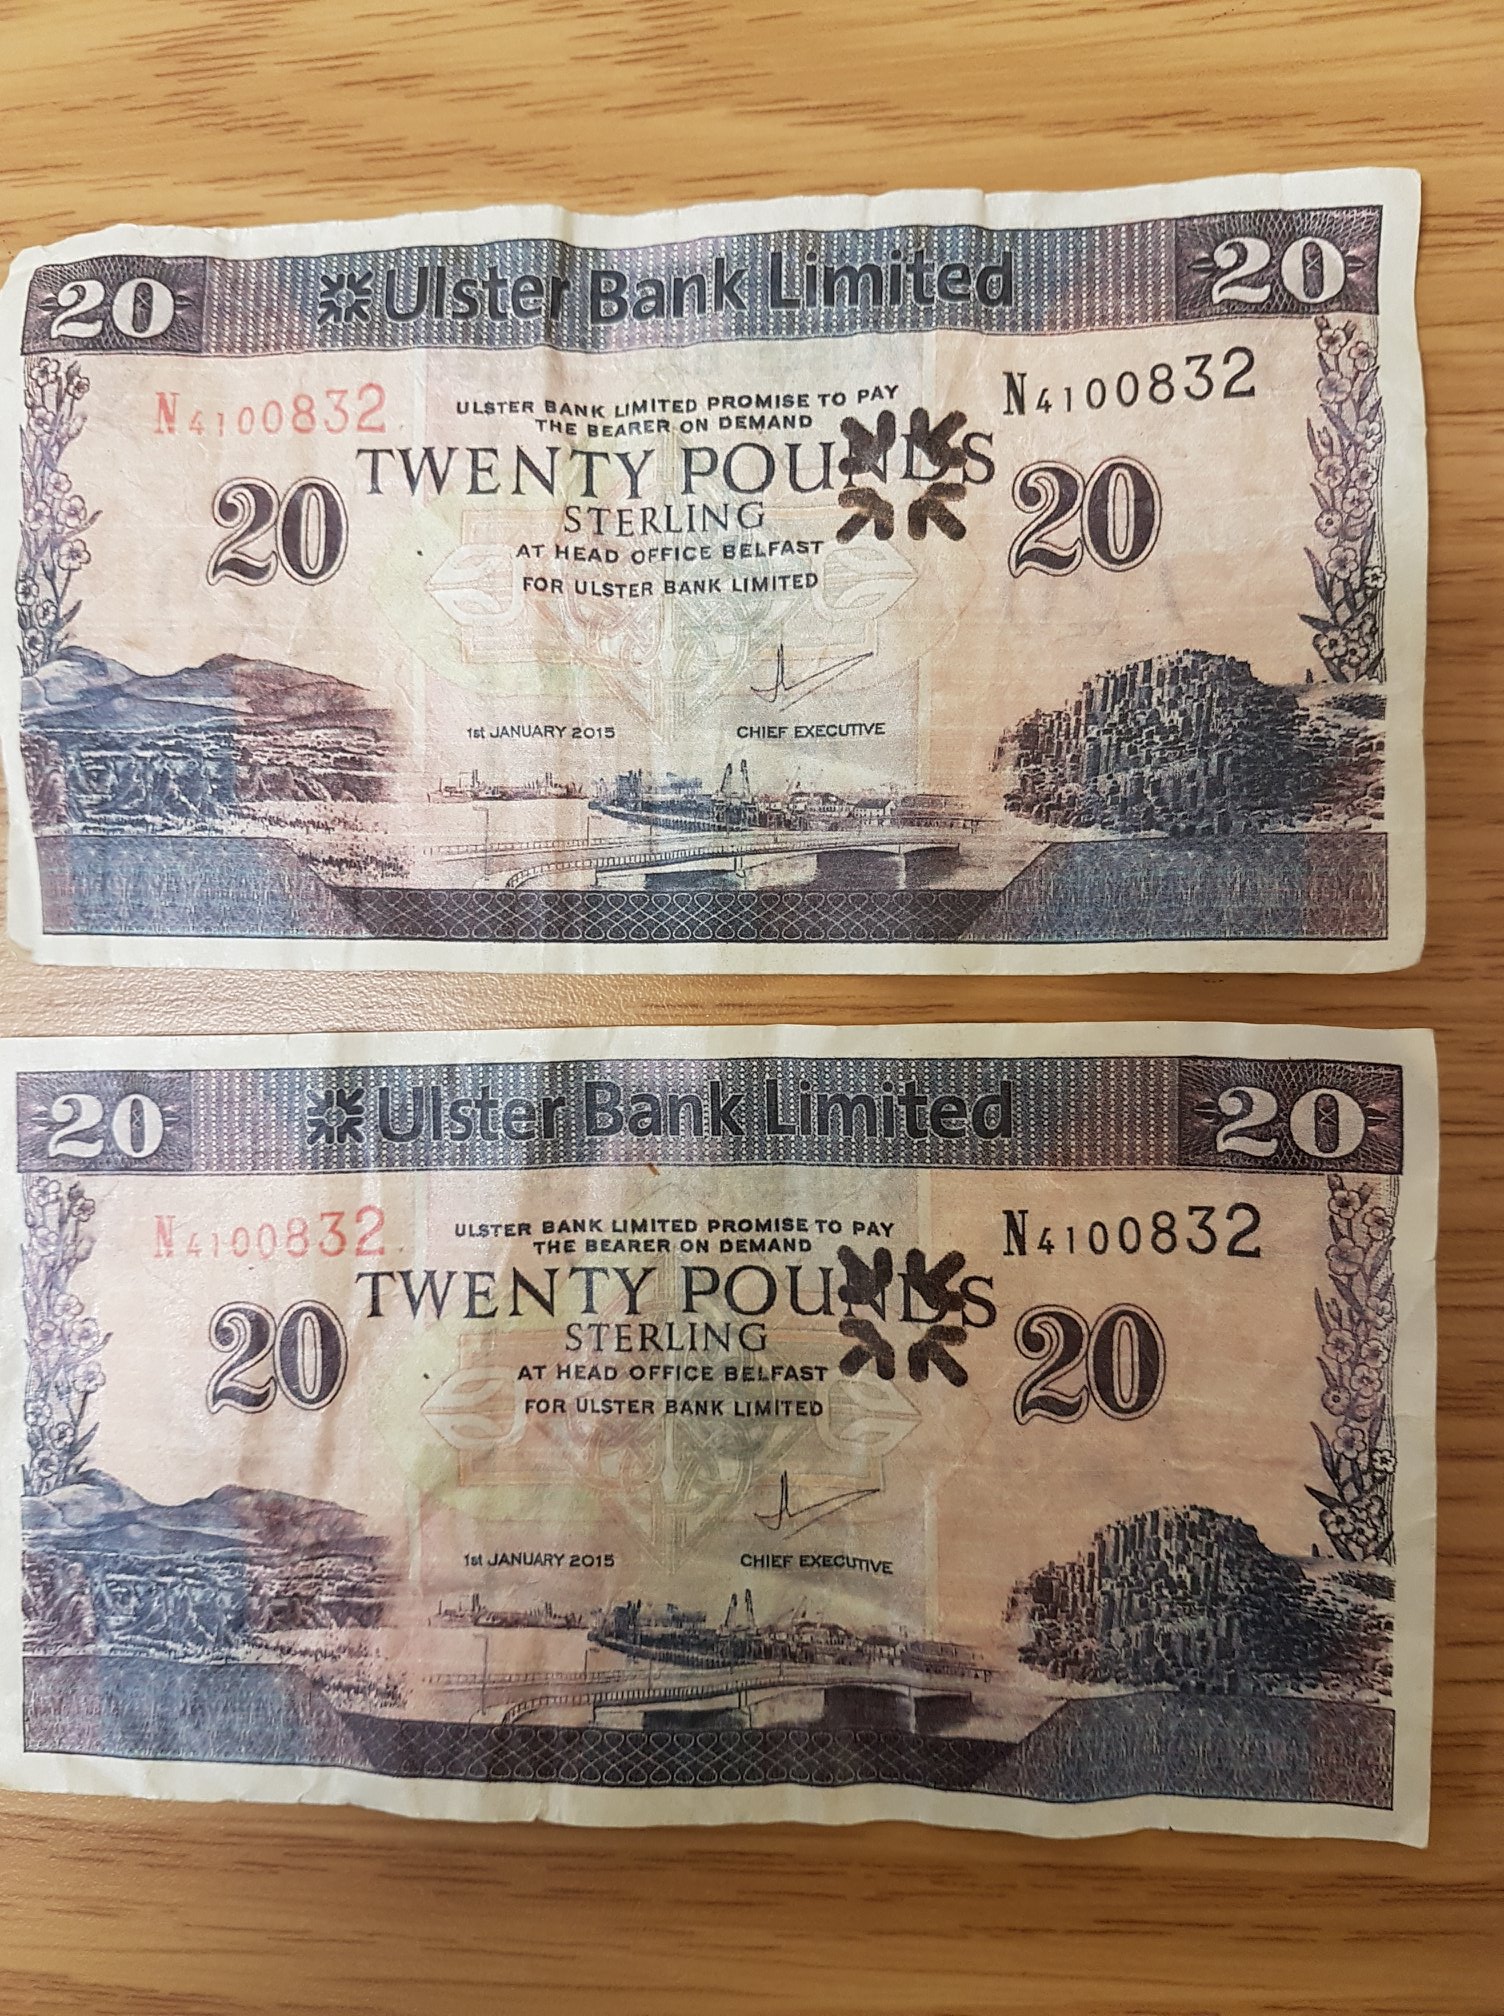 20 Ulster Bank Limited 20
N4100832 N4100832
ULSTER BANK LIMITED PROMISE TO PAY
THE BEARER ON DEMAND
TWENTY POUNDS
20 STERLING 20
AT HEAD OFFICE BELFAST
FOR ULSTER BANK LIMITED
1st JANUARY 2015 CHIEF EXECUTIVE
20 Ulster Bank Limited 20
N4100832 N4100832
ULSTER BANK LIMITED PROMISE TO PAY
THE BEARER ON DEMAND
TWENTY POUNDS
20 STERLING 20
AT HEAD OFFICE BELFAST
FOR ULSTER BANK LIMITED
1st JANUARY 2015 CHIEF EXECUTIVE